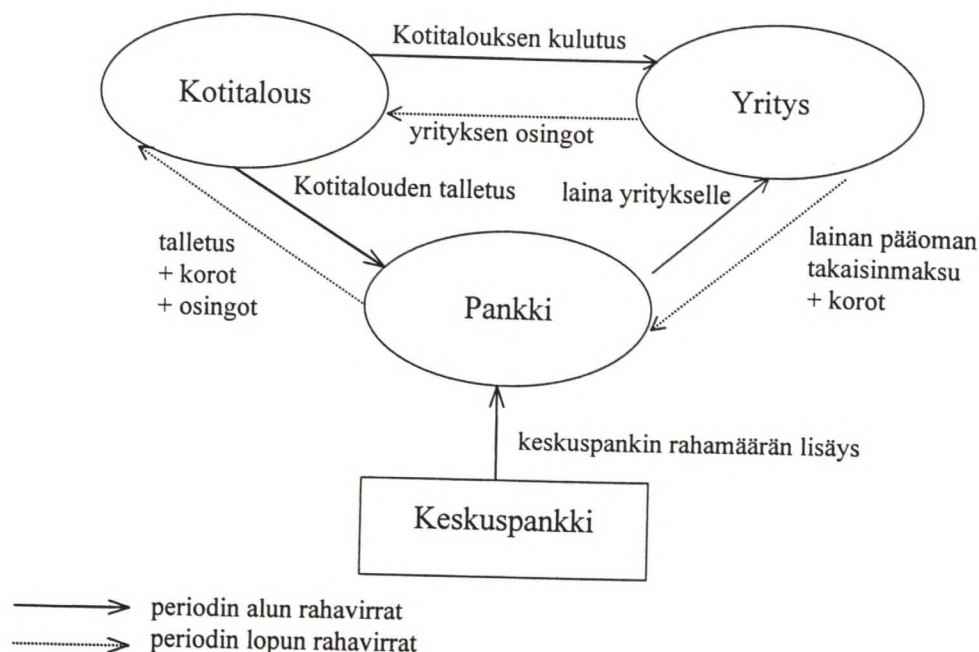 Kotitalouksen kulutus
Kotitalous
Yritys
yrityksen osingot
Kotitalouden talletus
laina yritykselle
talletus
+ korot
+ osingot
lainan pääoman
takaisinmaksu
+ korot
Pankki
keskuspankin rahamäärän lisäys
Keskuspankki
periodin alun rahavirrat
periodin lopun rahavirrat